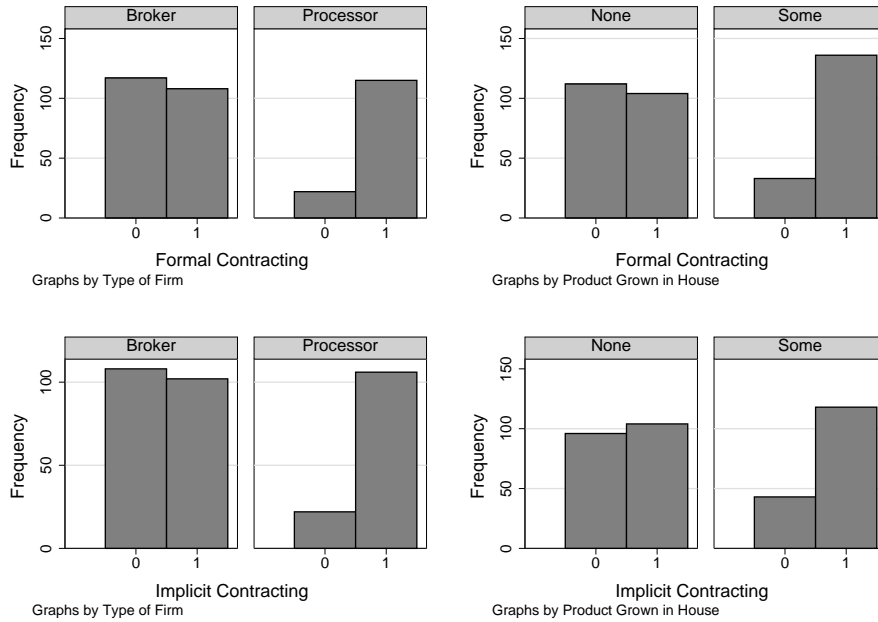 Broker Processor
Frequency
150
100
50
0
0 1 0 1
Formal Contracting
Graphs by Type of Firm
None Some
Frequency
150
100
50
0
0 1 0 1
Formal Contracting
Graphs by Product Grown in House
Broker Processor
Frequency
100
50
0
0 1 0 1
Implicit Contracting
Graphs by Type of Firm
None Some
Frequency
150
100
50
0
0 1 0 1
Implicit Contracting
Graphs by Product Grown in House